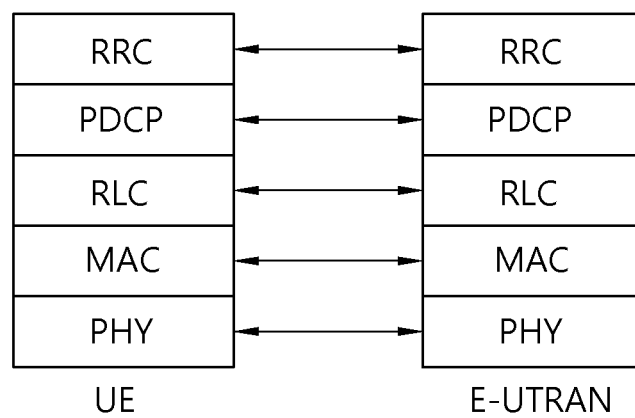 RRC RRC
PDCP PDCP
RLC RLC
MAC MAC
PHY PHY
UE E-UTRAN